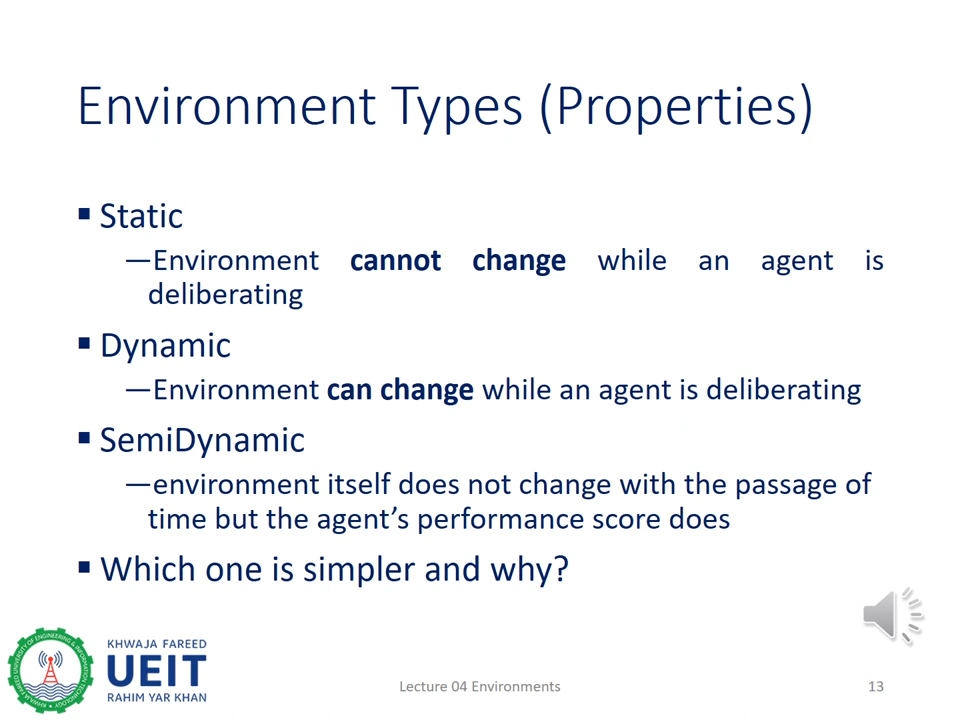 Environment Types (Properties)
▪ Static
—Environment cannot change while an agent is
deliberating
▪ Dynamic
—Environment can change while an agent is deliberating
▪ SemiDynamic
—environment itself does not change with the passage of
time but the agent’s performance score does
▪ Which one is simpler and why?
KHWAJA FAREED
UEIT
RAHIM YAR KHAN
Lecture 04 Environments
13